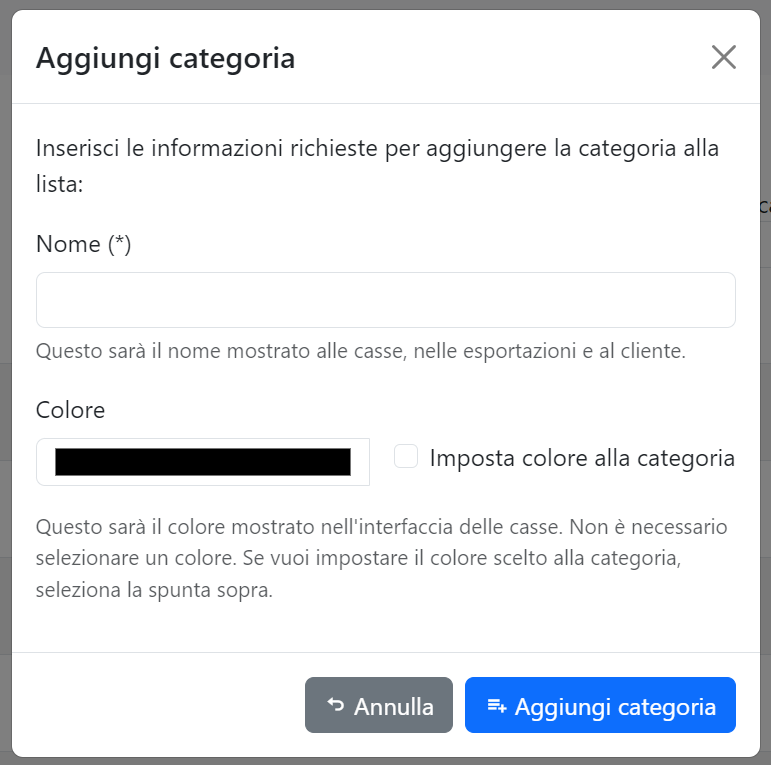 Aggiungi categoria
Inserisci le informazioni richieste per aggiungere la categoria alla
lista:
Nome (*)
Questo sarà il nome mostrato alle casse, nelle esportazioni e al cliente.
Colore
Imposta colore alla categoria
Questo sarà il colore mostrato nell'interfaccia delle casse. Non è necessario
selezionare un colore. Se vuoi impostare il colore scelto alla categoria,
seleziona la spunta sopra.
Annulla
Aggiungi categoria